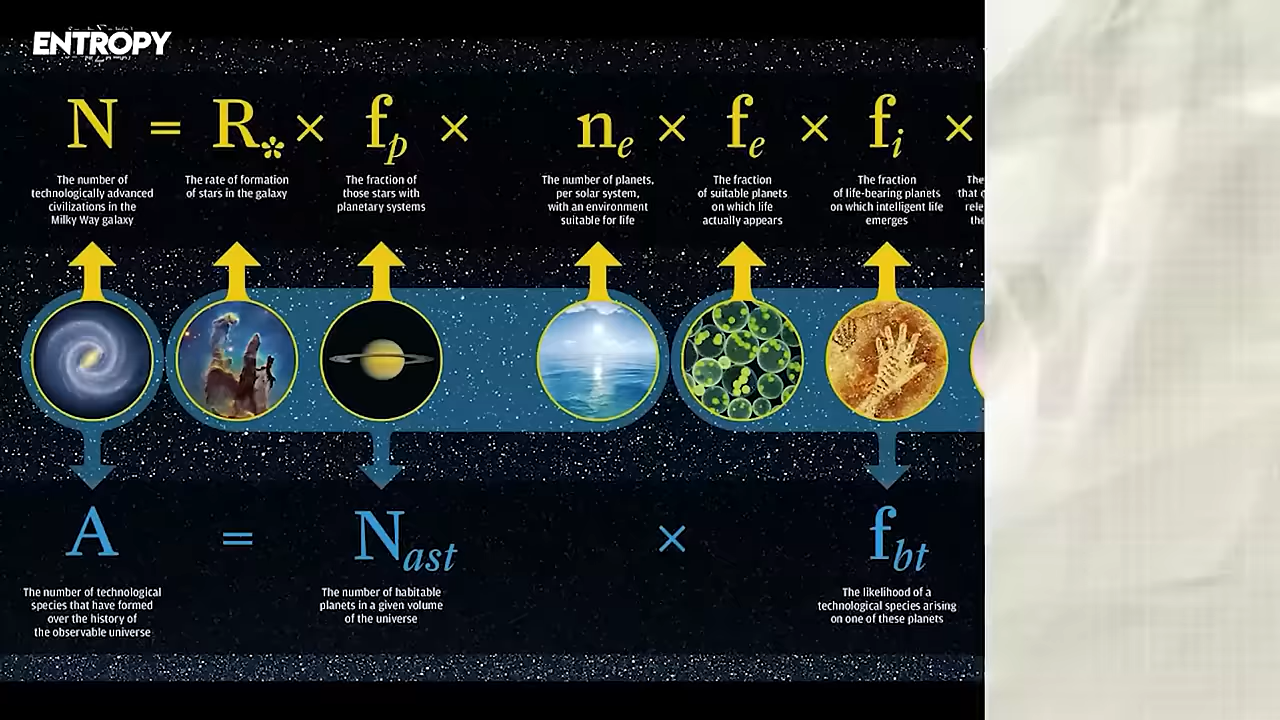 ENTROPY
N = R* × fp × ne × fe × fi ×
The number of
technologically advanced
civilizations in the
Milky Way galaxy
The rate of formation
of stars in the galaxy
The fraction of
those stars with
planetary systems
The number of planets,
per solar system,
with an environment
suitable for life
The fraction
of suitable planets
on which life
actually appears
The fraction
of life-bearing planets
on which intelligent life
emerges
A = Nast × fbt
The number of technological
species that have formed
over the history of
the observable universe
The number of habitable
planets in a given volume
of the universe
The likelihood of a
technological species arising
on one of these planets